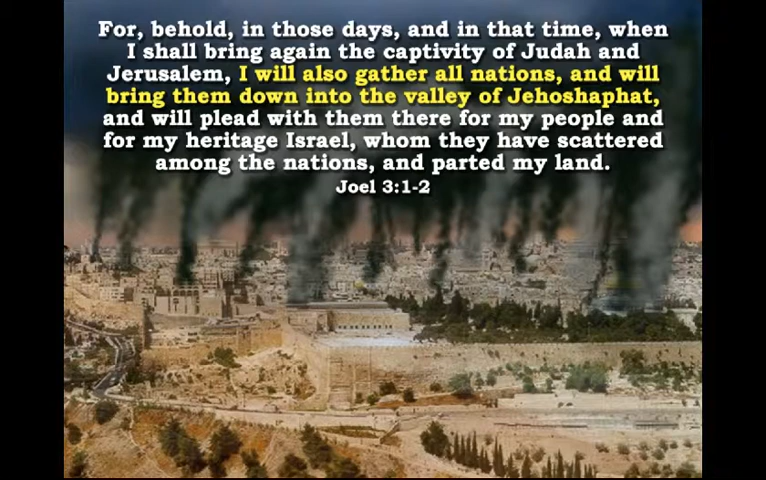 For, behold, in those days, and in that time, when
I shall bring again the captivity of Judah and
Jerusalem, I will also gather all nations, and will
bring them down into the valley of Jehoshaphat,
and will plead with them there for my people and
for my heritage Israel, whom they have scattered
among the nations, and parted my land.
Joel 3:1-2